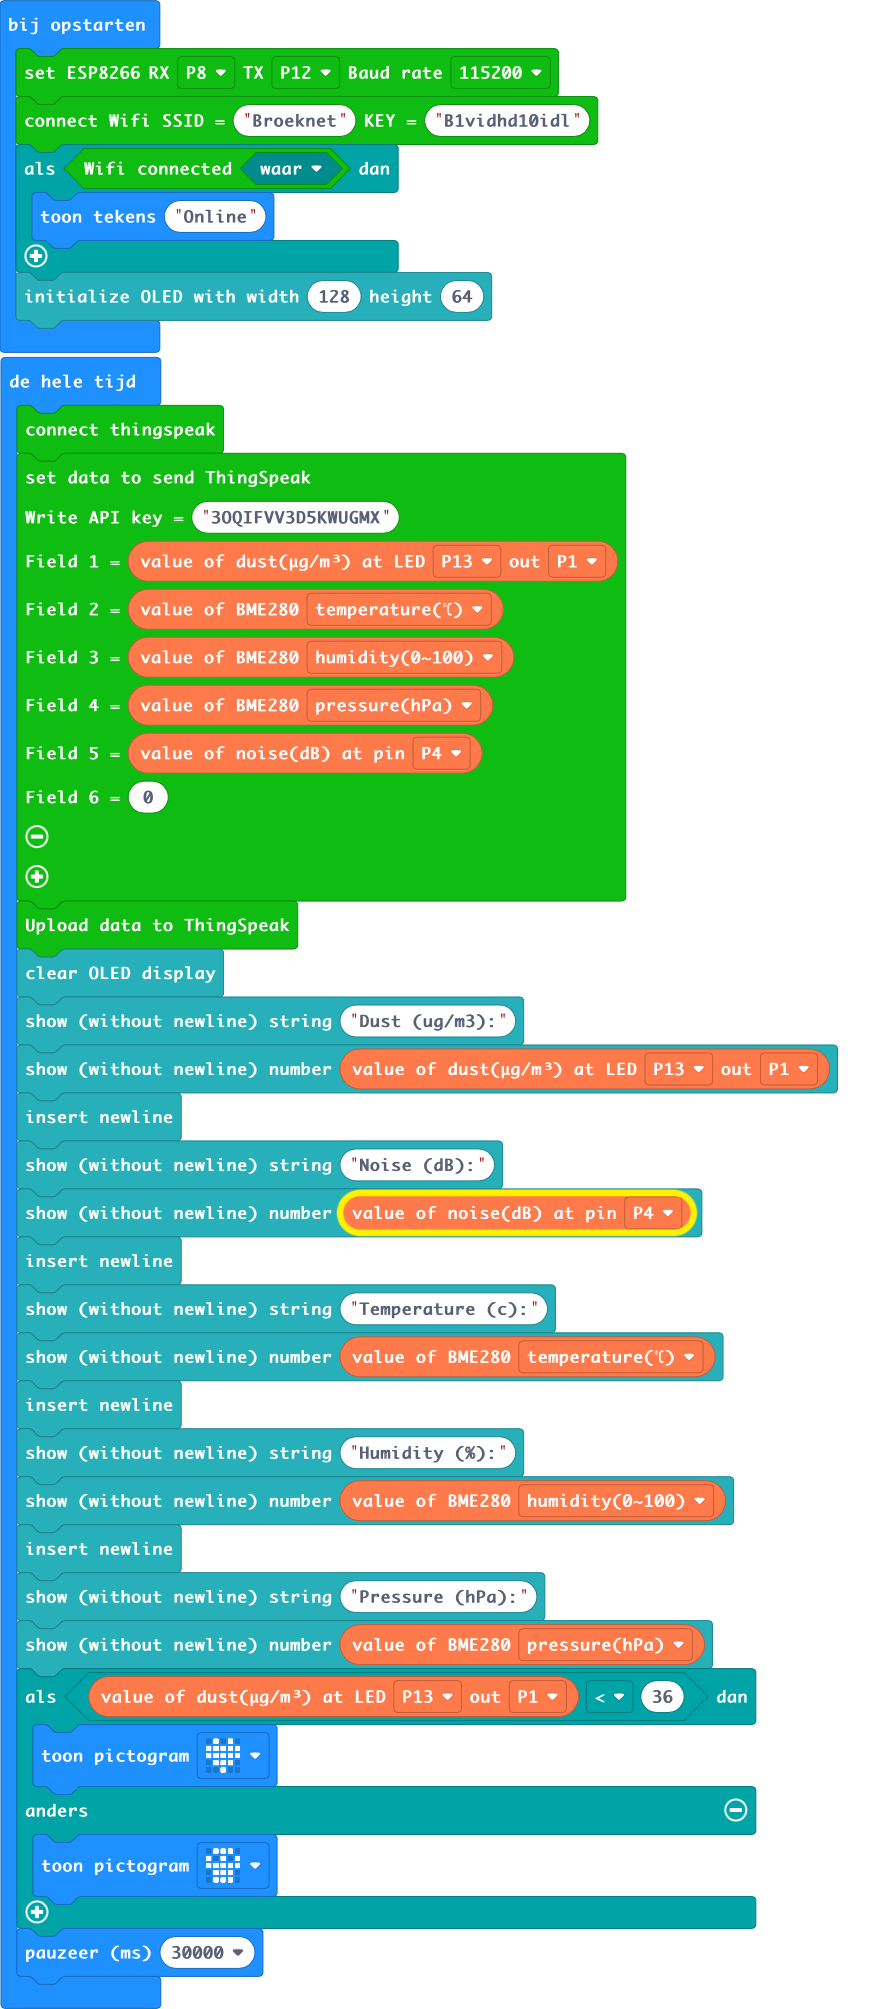 bij opstarten
set ESP8266 RX P8 TX P12 Baud rate 115200
connect Wifi SSID = "Broeknet" KEY = "B1vidhd10idl"
als Wifi connected waar dan
toon tekens "Online"
initialize OLED with width 128 height 64
de hele tijd
connect thingspeak
set data to send ThingSpeak
Write API key = "3OQIFVV3D5KWUGMX"
Field 1 = value of dust(μg/m³) at LED P13 out P1
Field 2 = value of BME280 temperature(℃)
Field 3 = value of BME280 humidity(0~100)
Field 4 = value of BME280 pressure(hPa)
Field 5 = value of noise(dB) at pin P4
Field 6 = 0
Upload data to ThingSpeak
clear OLED display
show (without newline) string "Dust (ug/m3):"
show (without newline) number value of dust(μg/m³) at LED P13 out P1
insert newline
show (without newline) string "Noise (dB):"
show (without newline) number value of noise(dB) at pin P4
insert newline
show (without newline) string "Temperature (c):"
show (without newline) number value of BME280 temperature(℃)
insert newline
show (without newline) string "Humidity (%):"
show (without newline) number value of BME280 humidity(0~100)
insert newline
show (without newline) string "Pressure (hPa):"
show (without newline) number value of BME280 pressure(hPa)
als value of dust(μg/m³) at LED P13 out P1 < 36 dan
toon pictogram
anders
toon pictogram
pauzeer (ms) 30000